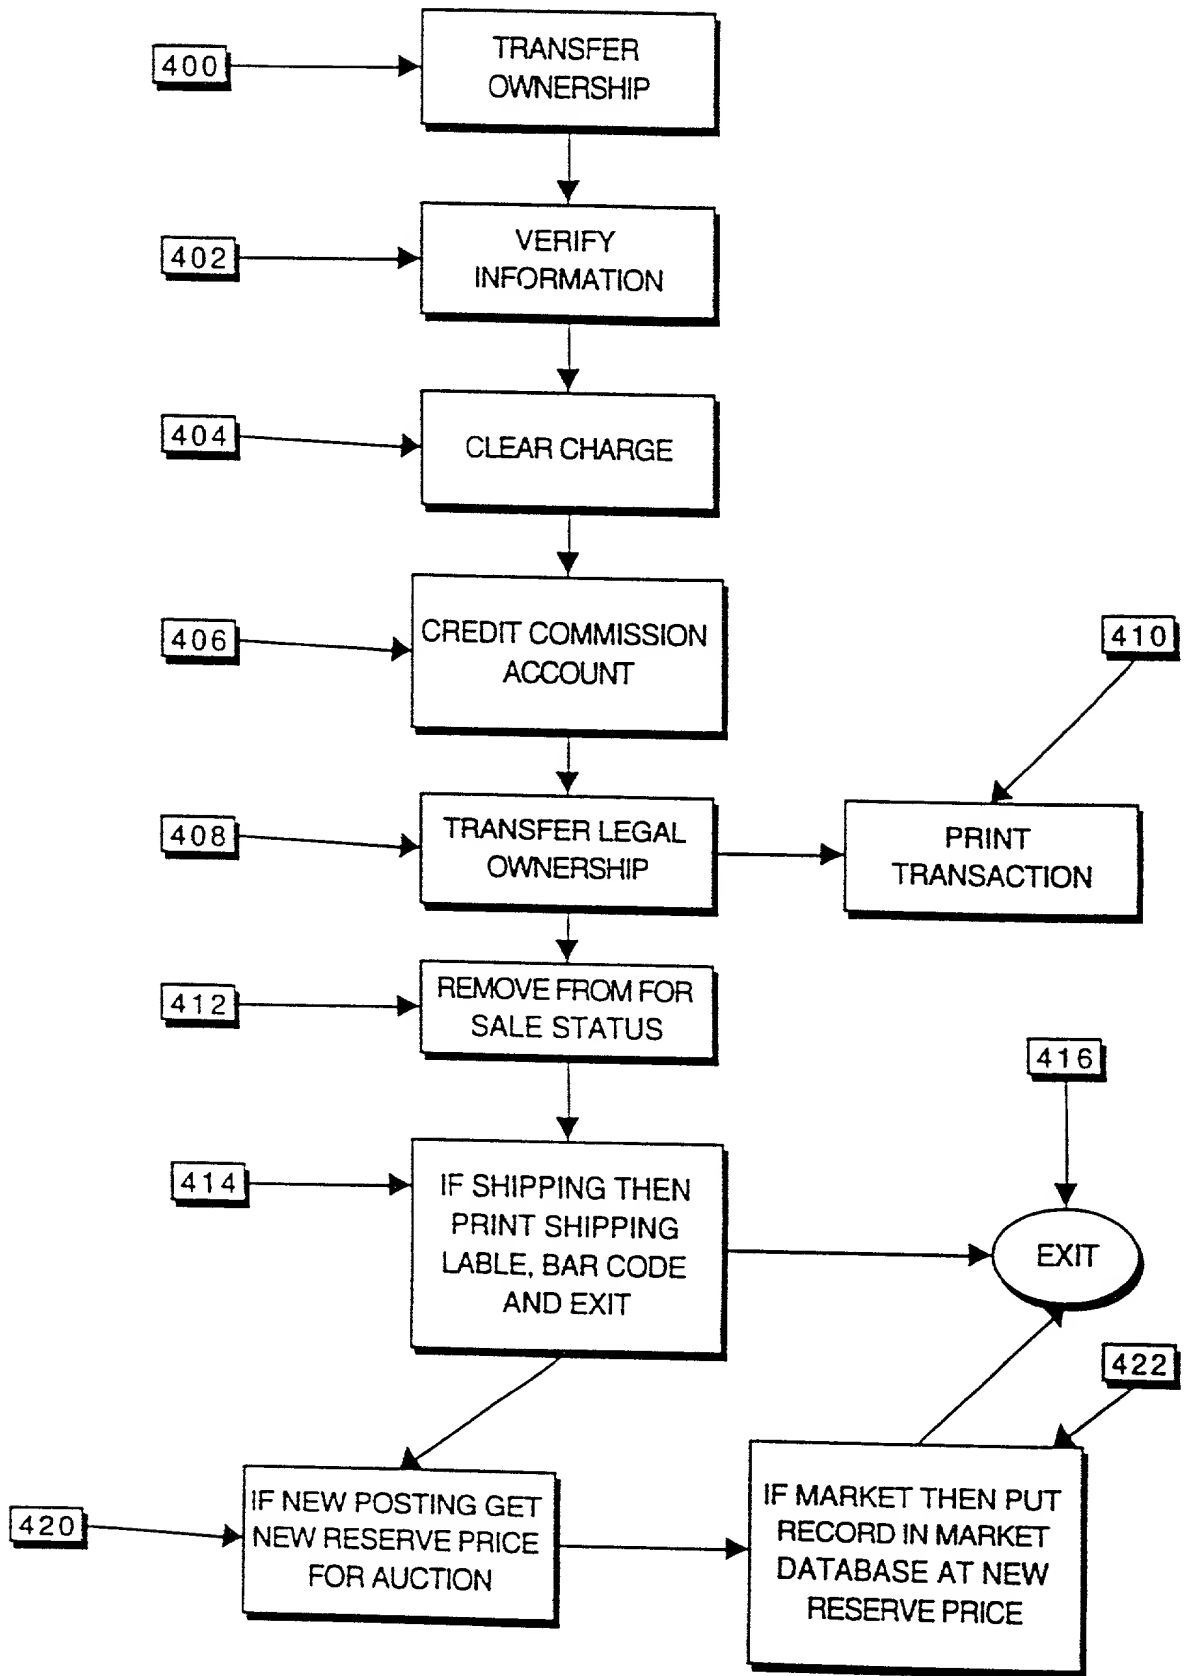 400
TRANSFER
OWNERSHIP
402
VERIFY
INFORMATION
404
CLEAR CHARGE
406
CREDIT COMMISSION
ACCOUNT
410
408
TRANSFER LEGAL
OWNERSHIP
PRINT
TRANSACTION
412
REMOVE FROM FOR
SALE STATUS
416
414
IF SHIPPING THEN
PRINT SHIPPING
LABLE, BAR CODE
AND EXIT
EXIT
422
420
IF NEW POSTING GET
NEW RESERVE PRICE
FOR AUCTION
IF MARKET THEN PUT
RECORD IN MARKET
DATABASE AT NEW
RESERVE PRICE